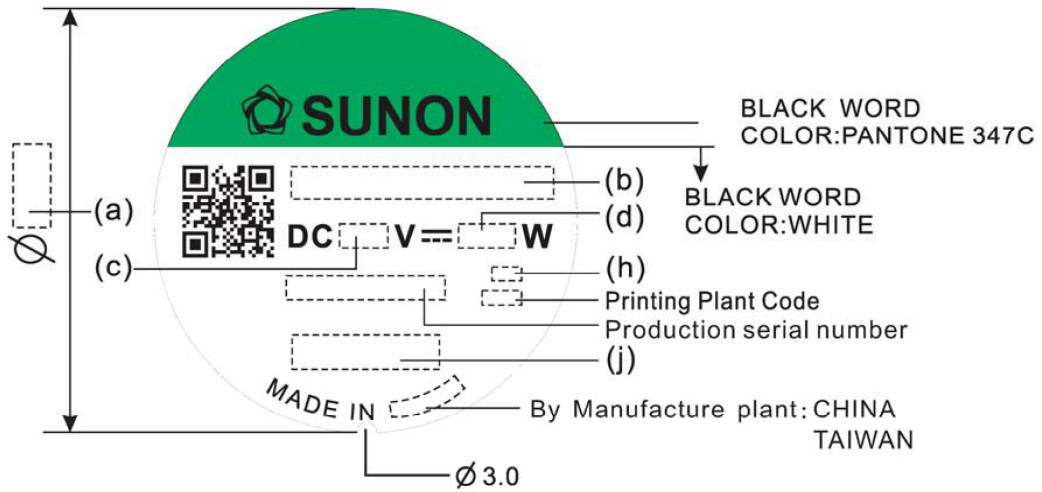 SUNON
BLACK WORD
COLOR:PANTONE 347C
(b)
BLACK WORD
COLOR:WHITE
(a)
Ø
(d)
DC V W
(c)
(h)
Printing Plant Code
Production serial number
(j)
MADE IN
By Manufacture plant: CHINA
TAIWAN
Ø 3.0